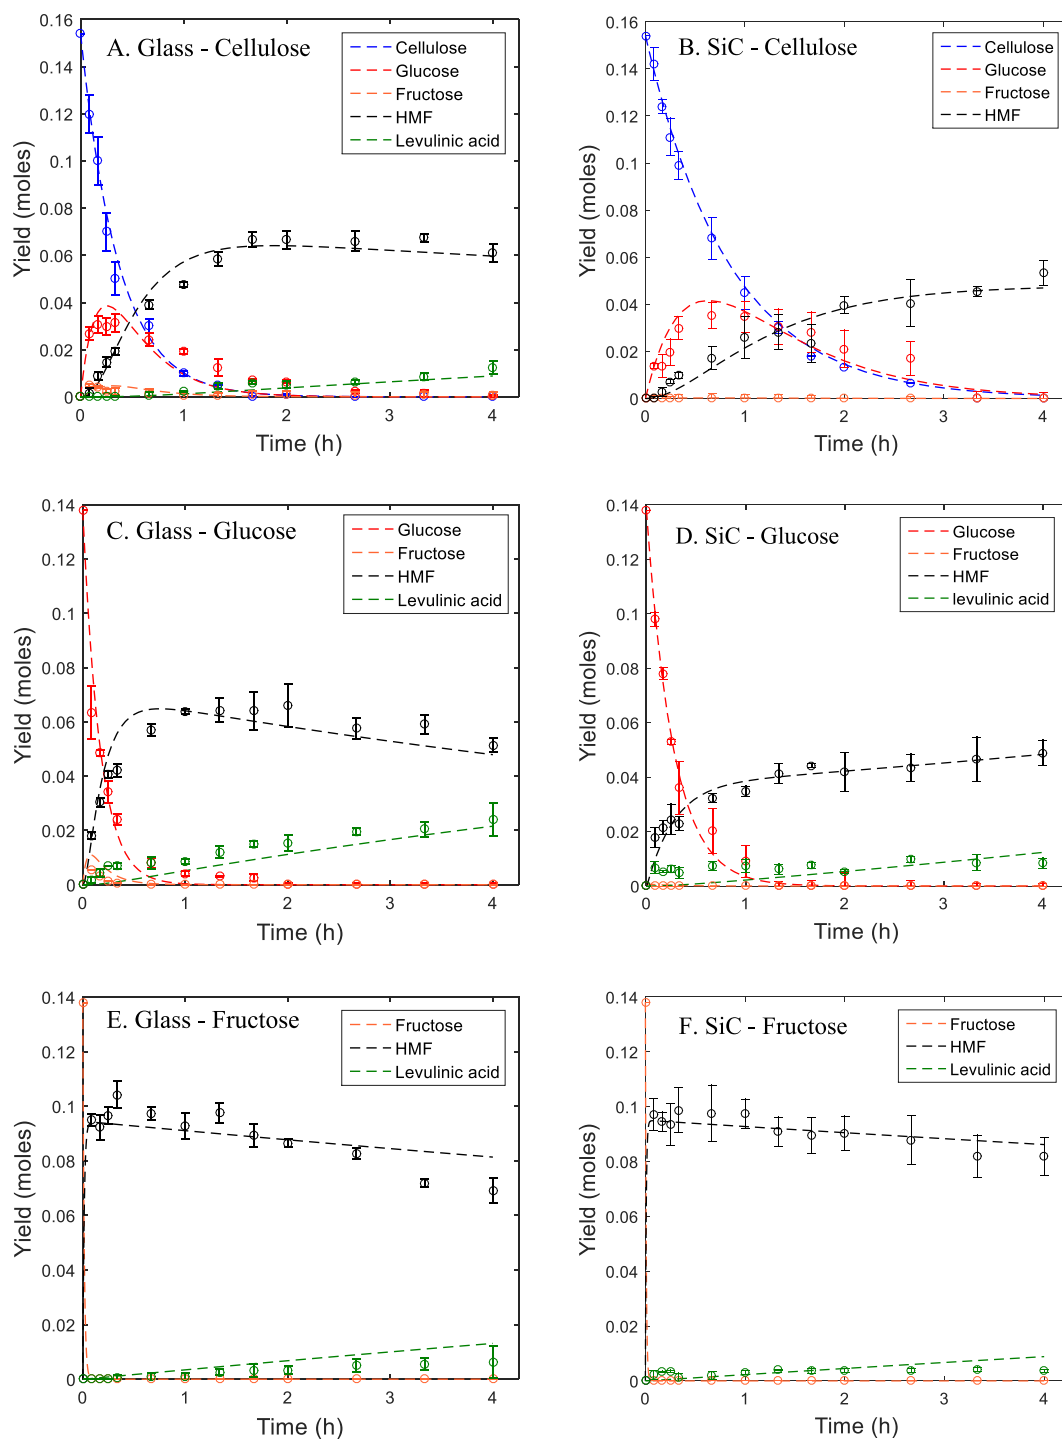 A. Glass - Cellulose
Cellulose
Glucose
Fructose
HMF
Levulinic acid
Yield (moles)
0.16
0.14
0.12
0.1
0.08
0.06
0.04
0.02
0
0 1 2 3 4
Time (h)
B. SiC - Cellulose
Cellulose
Glucose
Fructose
HMF
Yield (moles)
0.16
0.14
0.12
0.1
0.08
0.06
0.04
0.02
0
0 1 2 3 4
Time (h)
C. Glass - Glucose
Glucose
Fructose
HMF
Levulinic acid
Yield (moles)
0.14
0.12
0.1
0.08
0.06
0.04
0.02
0
0 1 2 3 4
Time (h)
D. SiC - Glucose
Glucose
Fructose
HMF
levulinic acid
Yield (moles)
0.14
0.12
0.1
0.08
0.06
0.04
0.02
0
0 1 2 3 4
Time (h)
E. Glass - Fructose
Fructose
HMF
Levulinic acid
Yield (moles)
0.14
0.12
0.1
0.08
0.06
0.04
0.02
0
0 1 2 3 4
Time (h)
F. SiC - Fructose
Fructose
HMF
Levulinic acid
Yield (moles)
0.14
0.12
0.1
0.08
0.06
0.04
0.02
0
0 1 2 3 4
Time (h)